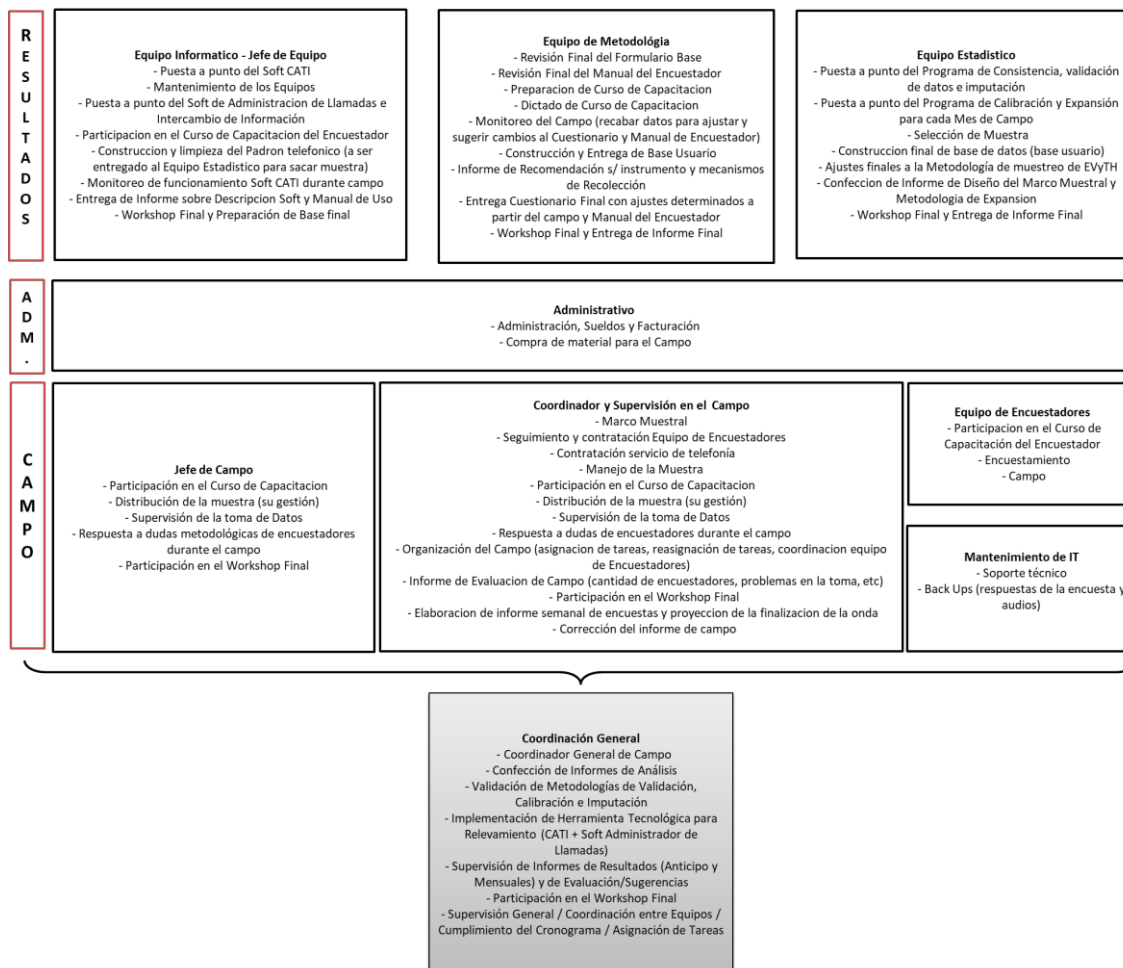 RESULTADOS
Equipo Informatico - Jefe de Equipo
- Puesta a punto del Soft CATI
- Mantenimiento de los Equipos
- Puesta a punto del Soft de Administracion de Llamadas e
Intercambio de Información
- Participacion en el Curso de Capacitacion del Encuestador
- Construccion y limpieza del Padron telefonico (a ser
entregado al Equipo Estadistico para sacar muestra)
- Monitoreo de funcionamiento Soft CATI durante campo
- Entrega de Informe sobre Descripcion Soft y Manual de Uso
- Workshop Final y Preparación de Base final
Equipo de Metodológia
- Revisión Final del Formulario Base
- Revisión Final del Manual del Encuestador
- Preparacion de Curso de Capacitacion
- Dictado de Curso de Capacitacion
- Monitoreo del Campo (recabar datos para ajustar y
sugerir cambios al Cuestionario y Manual de Encuestador)
- Construcción y Entrega de Base Usuario
- Informe de Recomendación s/ instrumento y mecanismos de
Recolección
- Entrega Cuestionario Final con ajustes determinados a
partir del campo y Manual del Encuestador
- Workshop Final y Entrega de Informe Final
Equipo Estadistico
- Puesta a punto del Programa de Consistencia, validación
de datos e imputación
- Puesta a punto del Programa de Calibración y Expansión
para cada Mes de Campo
- Selección de Muestra
- Construccion final de base de datos (base usuario)
- Ajustes finales a la Metodología de muestreo de EVyTH
- Confeccion de Informe de Diseño del Marco Muestral y
Metodologia de Expansion
- Workshop Final y Entrega de Informe Final
ADM.
Administrativo
- Administración, Sueldos y Facturación
- Compra de material para el Campo
CAMPO
Jefe de Campo
- Participación en el Curso de Capacitacion
- Distribución de la muestra (su gestión)
- Supervisión de la toma de Datos
- Respuesta a dudas metodológicas de encuestadores
durante el campo
- Participación en el Workshop Final
Coordinador y Supervisión en el Campo
- Marco Muestral
- Seguimiento y contratación Equipo de Encuestadores
- Contratación servicio de telefonía
- Manejo de la Muestra
- Participación en el Curso de Capacitacion
- Distribución de la muestra (su gestión)
- Supervisión de la toma de Datos
- Respuesta a dudas de encuestadores durante el campo
- Organización del Campo (asignacion de tareas, reasignación de tareas, coordinacion equipo
de Encuestadores)
- Informe de Evaluacion de Campo (cantidad de encuestadores, problemas en la toma, etc)
- Participación en el Workshop Final
- Elaboracion de informe semanal de encuestas y proyeccion de la finalizacion de la onda
- Corrección del informe de campo
Equipo de Encuestadores
- Participacion en el Curso de
Capacitación del Encuestador
- Encuestamiento
- Campo
Mantenimiento de IT
- Soporte técnico
- Back Ups (respuestas de la encuesta y
audios)
Coordinación General
- Coordinador General de Campo
- Confección de Informes de Análisis
- Validación de Metodologías de Validación,
Calibración e Imputación
- Implementación de Herramienta Tecnológica para
Relevamiento (CATI + Soft Administrador de
Llamadas)
- Supervisión de Informes de Resultados (Anticipo y
Mensuales) y de Evaluación/Sugerencias
- Participación en el Workshop Final
- Supervisión General / Coordinación entre Equipos /
Cumplimiento del Cronograma / Asignación de Tareas